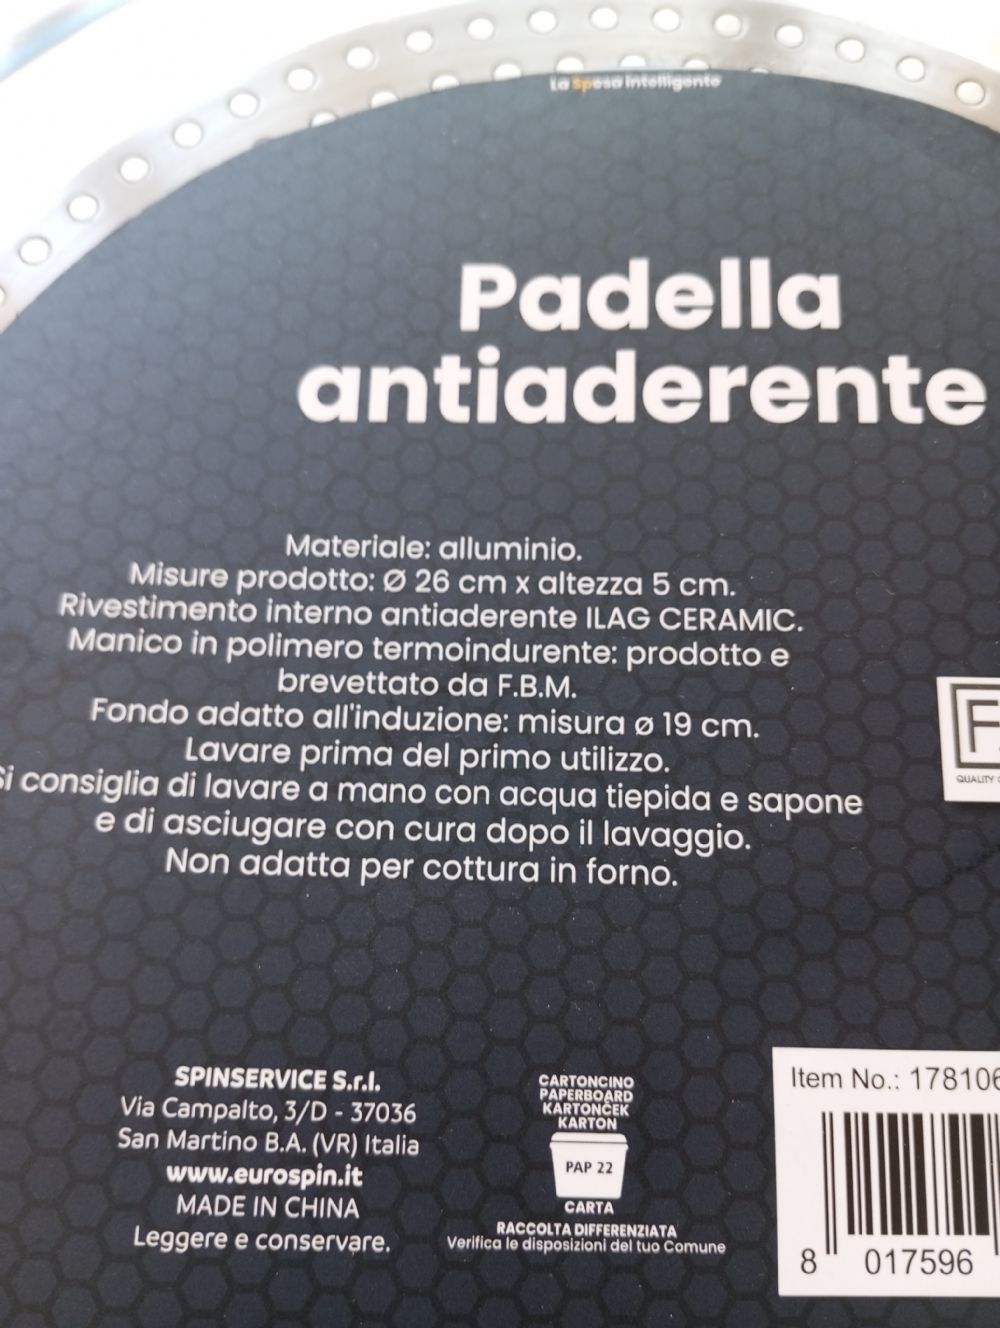 La Spesa Intelligente
Padella
antiaderente
Materiale: alluminio.
Misure prodotto: Ø 26 cm x altezza 5 cm.
Rivestimento interno antiaderente ILAG CERAMIC.
Manico in polimero termoindurente: prodotto e
brevettato da F.B.M.
Fondo adatto all'induzione: misura ø 19 cm.
Lavare prima del primo utilizzo.
Si consiglia di lavare a mano con acqua tiepida e sapone
e di asciugare con cura dopo il lavaggio.
Non adatta per cottura in forno.
QUALITY
SPINSERVICE S.r.l.
Via Campalto, 3/D - 37036
San Martino B.A. (VR) Italia
www.eurospin.it
MADE IN CHINA
Leggere e conservare.
CARTONCINO
PAPERBOARD
KARTONČEK
KARTON
PAP 22
CARTA
RACCOLTA DIFFERENZIATA
Verifica le disposizioni del tuo Comune
Item No.: 178106
8 017596